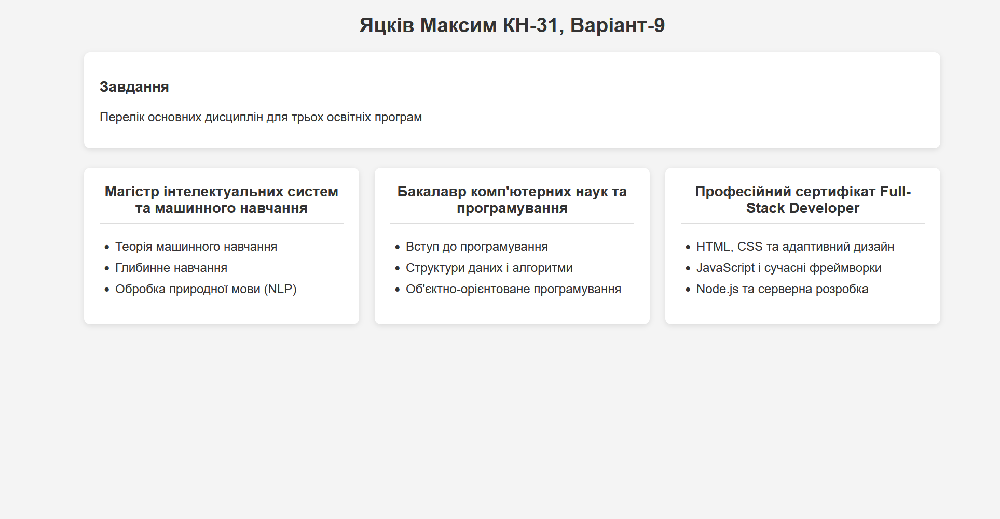 Яцків Максим КН-31, Варіант-9
Завдання
Перелік основних дисциплін для трьох освітніх програм
Магістр інтелектуальних систем
та машинного навчання
Теорія машинного навчання
Глибинне навчання
Обробка природної мови (NLP)
Бакалавр комп'ютерних наук та
програмування
Вступ до програмування
Структури даних і алгоритми
Об'єктно-орієнтоване програмування
Професійний сертифікат Full-
Stack Developer
HTML, CSS та адаптивний дизайн
JavaScript і сучасні фреймворки
Node.js та серверна розробка